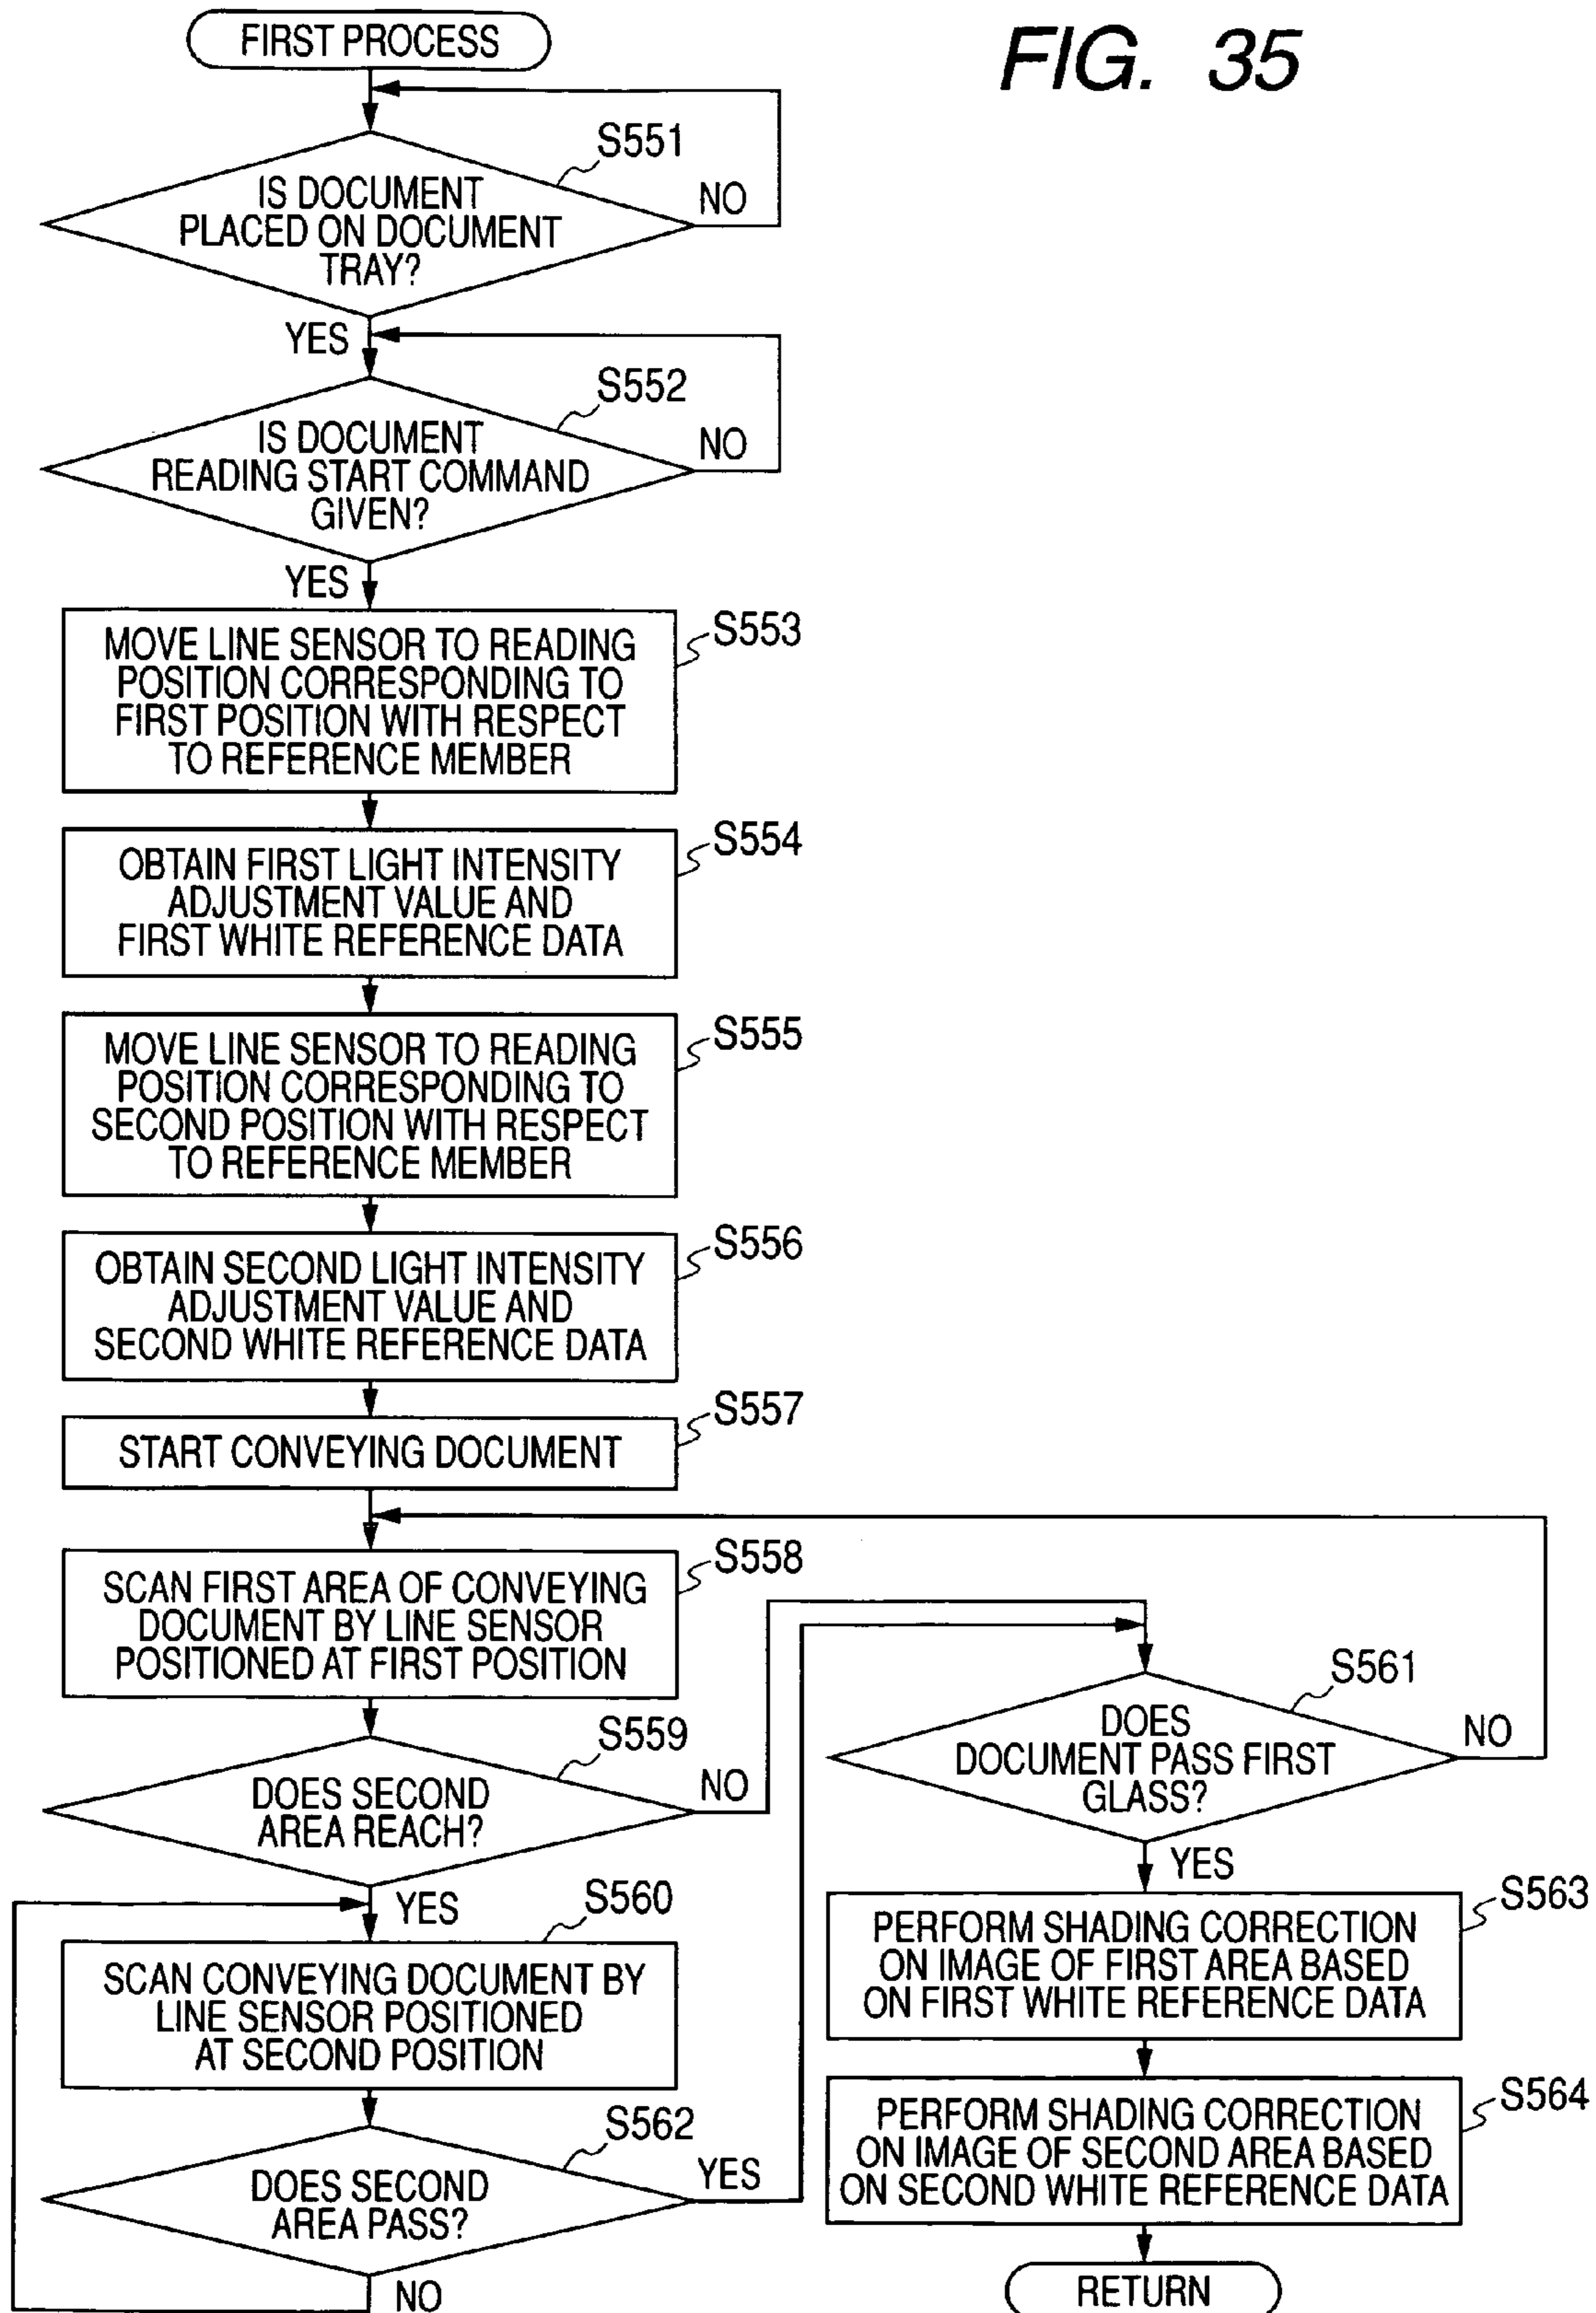 FIG. 35
FIRST PROCESS
S551
IS DOCUMENT
PLACED ON DOCUMENT
TRAY?
NO
YES
S552
IS DOCUMENT
READING START COMMAND
GIVEN?
NO
YES
S553
MOVE LINE SENSOR TO READING
POSITION CORRESPONDING TO
FIRST POSITION WITH RESPECT
TO REFERENCE MEMBER
S554
OBTAIN FIRST LIGHT INTENSITY
ADJUSTMENT VALUE AND
FIRST WHITE REFERENCE DATA
S555
MOVE LINE SENSOR TO READING
POSITION CORRESPONDING TO
SECOND POSITION WITH RESPECT
TO REFERENCE MEMBER
S556
OBTAIN SECOND LIGHT INTENSITY
ADJUSTMENT VALUE AND
SECOND WHITE REFERENCE DATA
S557
START CONVEYING DOCUMENT
S558
SCAN FIRST AREA OF CONVEYING
DOCUMENT BY LINE SENSOR
POSITIONED AT FIRST POSITION
S559
DOES SECOND
AREA REACH?
NO
YES
S560
SCAN CONVEYING DOCUMENT BY
LINE SENSOR POSITIONED
AT SECOND POSITION
S562
DOES SECOND
AREA PASS?
YES
NO
S561
DOES
DOCUMENT PASS FIRST
GLASS?
NO
YES
S563
PERFORM SHADING CORRECTION
ON IMAGE OF FIRST AREA BASED
ON FIRST WHITE REFERENCE DATA
S564
PERFORM SHADING CORRECTION
ON IMAGE OF SECOND AREA BASED
ON SECOND WHITE REFERENCE DATA
RETURN